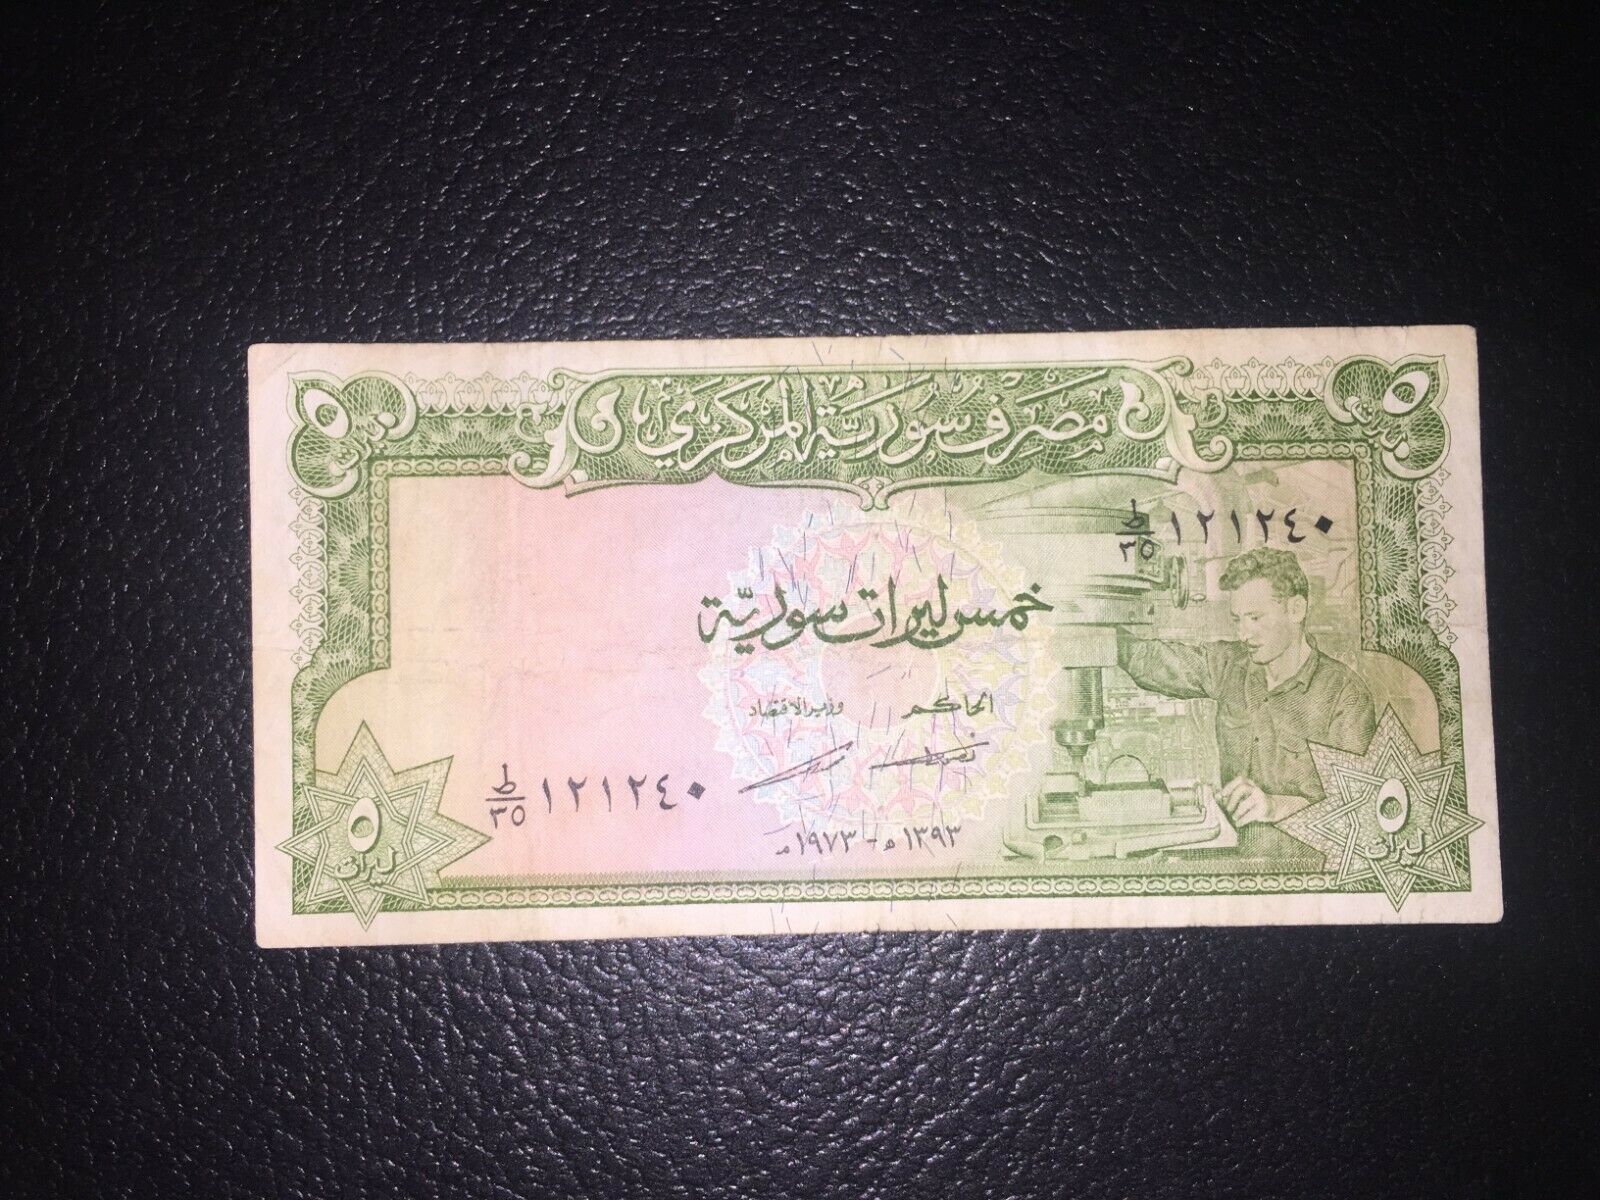 ٥ مصرف سورية المركزي ٥
١٢١٢٤٠ ط/٣٥
خمس ليرات سورية
الحاكم وزير الاقتصاد
١٢١٢٤٠ ط/٣٥
١٣٩٣ هـ - ١٩٧٣ م
٥ ٥
ليرات ليرات